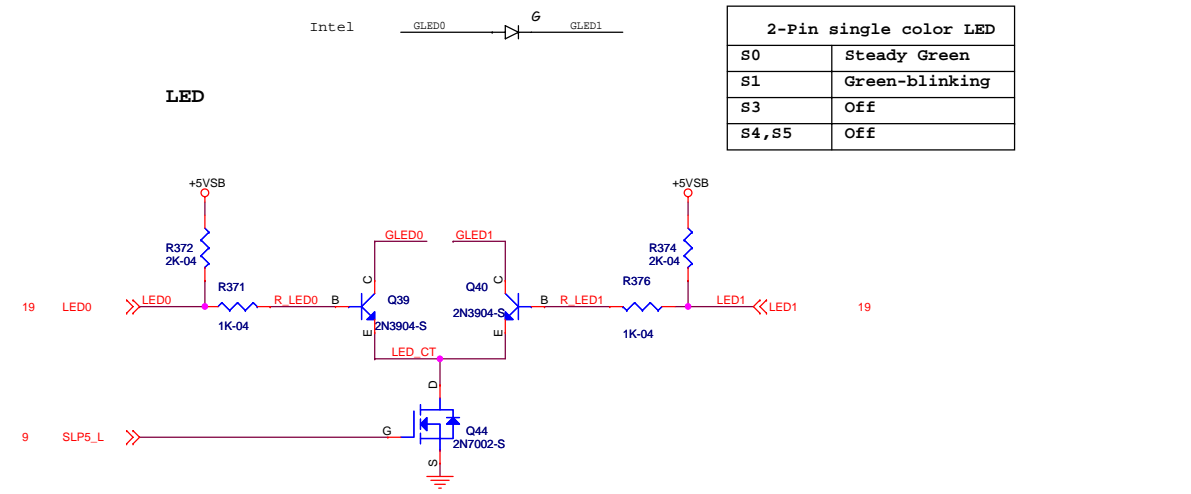 Intel GLED0 G GLED1
2-Pin single color LED
S0 Steady Green
S1 Green-blinking
S3 Off
S4,S5 Off
LED
+5VSB
+5VSB
R372
2K-04
GLED0
GLED1
R374
2K-04
19 LED0
LED0
R371
1K-04
R_LED0
B
C
Q39
2N3904-S
E
C
Q40
2N3904-S
E
B
R_LED1
R376
1K-04
LED1
LED1
19
LED_CT
D
9 SLP5_L
G
Q44
2N7002-S
S